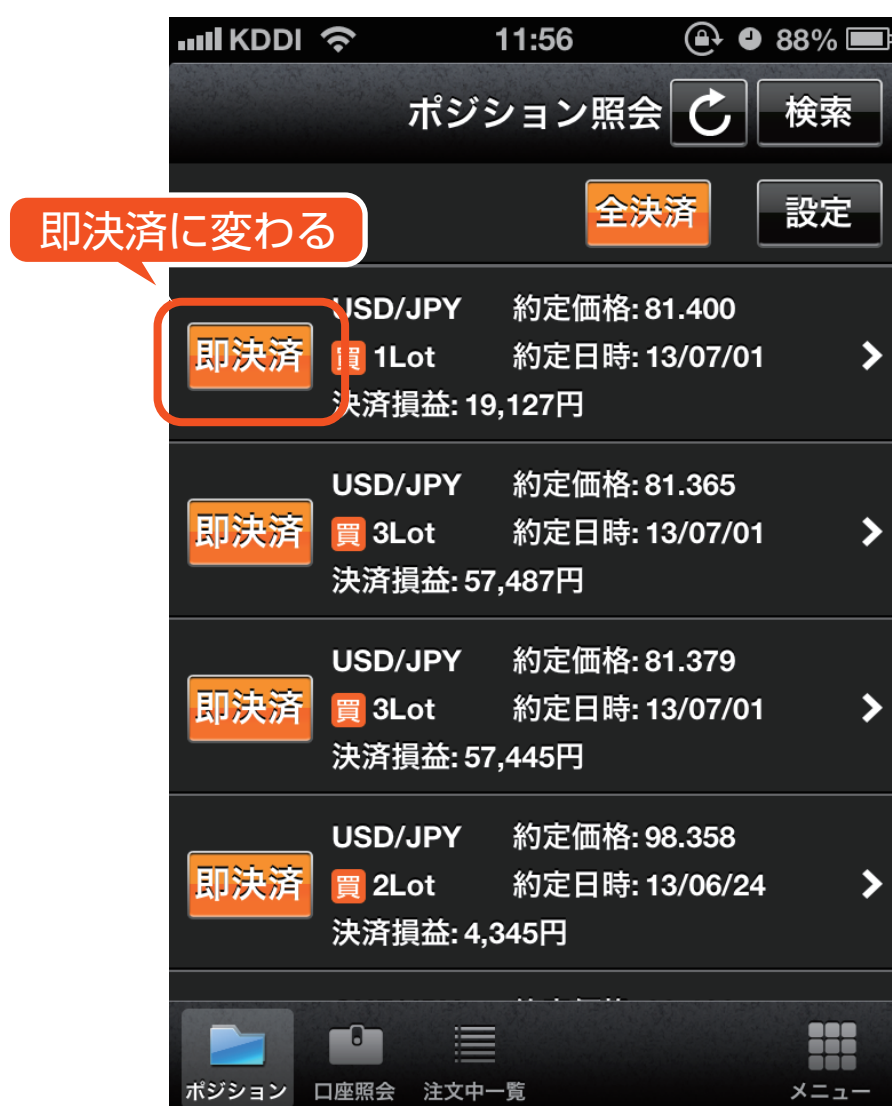 KDDI 11:56 88%
ポジション照会 検索
全決済 設定
即決済に変わる
USD/JPY 約定価格: 81.400
即決済 買 1Lot 約定日時: 13/07/01
決済損益: 19,127円
USD/JPY 約定価格: 81.365
即決済 買 3Lot 約定日時: 13/07/01
決済損益: 57,487円
USD/JPY 約定価格: 81.379
即決済 買 3Lot 約定日時: 13/07/01
決済損益: 57,445円
USD/JPY 約定価格: 98.358
即決済 買 2Lot 約定日時: 13/06/24
決済損益: 4,345円
ポジション 口座照会 注文中一覧 メニュー